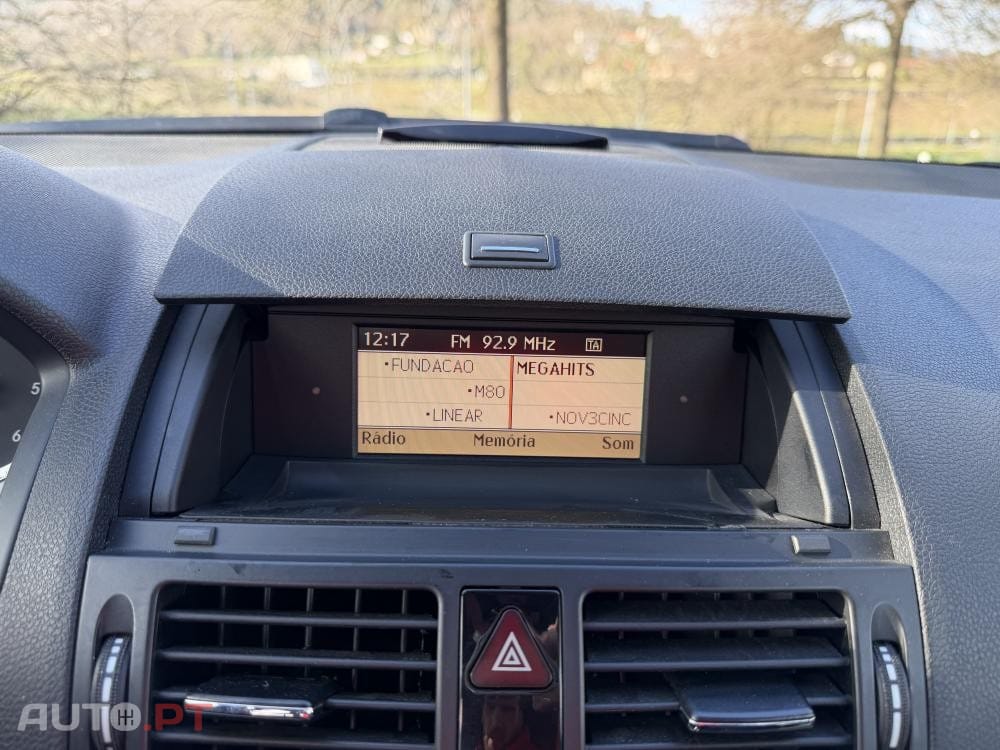 12:17 FM 92.9 MHz TA
•FUNDACAO MEGAHITS
•M80
•LINEAR •NOV3CINC
Rádio Memória Som
5
6
AUTO.PT